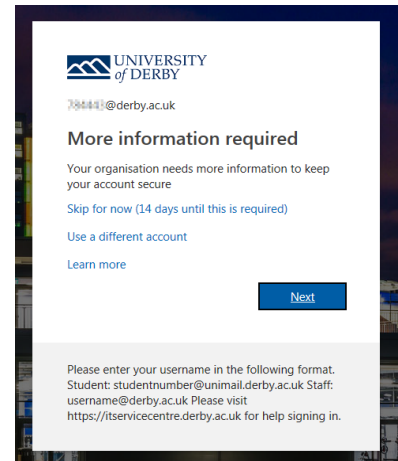 UNIVERSITY
of DERBY
@derby.ac.uk
More information required
Your organisation needs more information to keep
your account secure
Skip for now (14 days until this is required)
Use a different account
Learn more
Next
Please enter your username in the following format.
Student: studentnumber@unimail.derby.ac.uk Staff:
username@derby.ac.uk Please visit
https://itservicecentre.derby.ac.uk for help signing in.